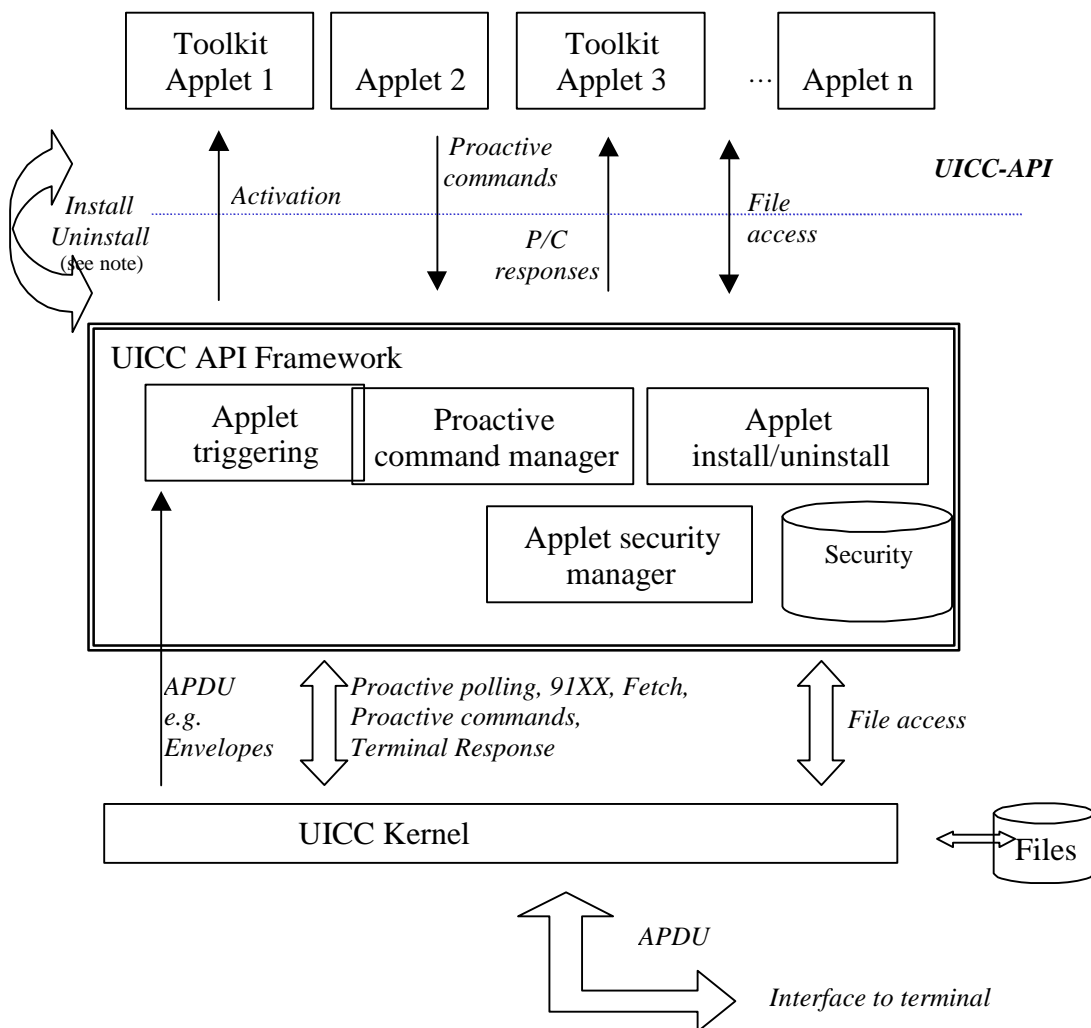 Toolkit
Applet 1
Applet 2
Toolkit
Applet 3
...
Applet n
Proactive
commands
UICC-API
Install
Uninstall
(see note)
Activation
P/C
responses
File
access
UICC API Framework
Applet
triggering
Proactive
command manager
Applet
install/uninstall
Applet security
manager
Security
APDU
e.g.
Envelopes
Proactive polling, 91XX, Fetch,
Proactive commands,
Terminal Response
File access
UICC Kernel
Files
APDU
Interface to terminal